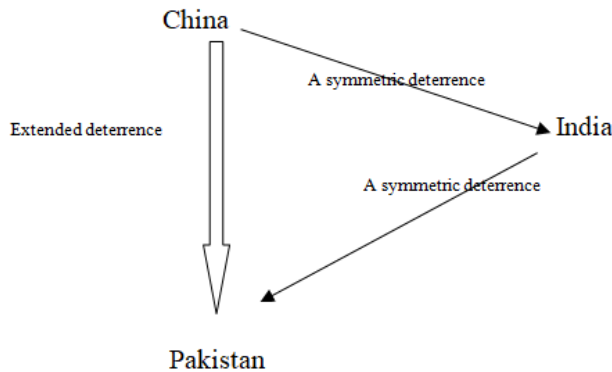 China
A symmetric deterrence
Extended deterrence
India
A symmetric deterrence
Pakistan